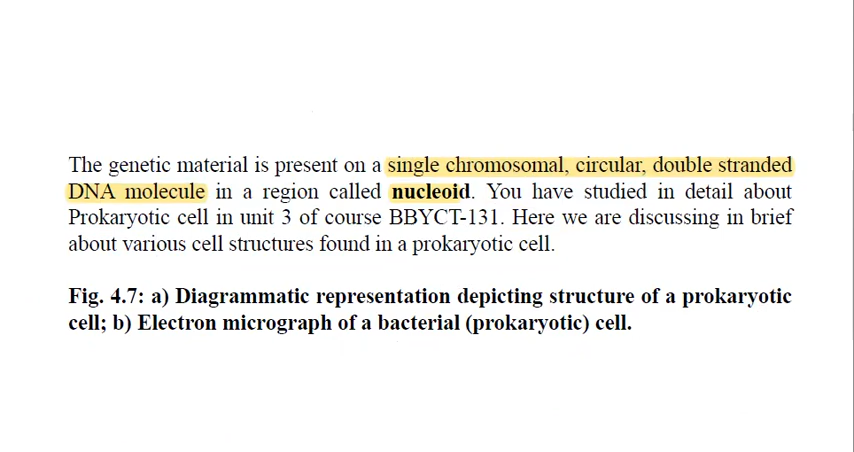 The genetic material is present on a single chromosomal, circular, double stranded
DNA molecule in a region called nucleoid. You have studied in detail about
Prokaryotic cell in unit 3 of course BBYCT-131. Here we are discussing in brief
about various cell structures found in a prokaryotic cell.
Fig. 4.7: a) Diagrammatic representation depicting structure of a prokaryotic
cell; b) Electron micrograph of a bacterial (prokaryotic) cell.